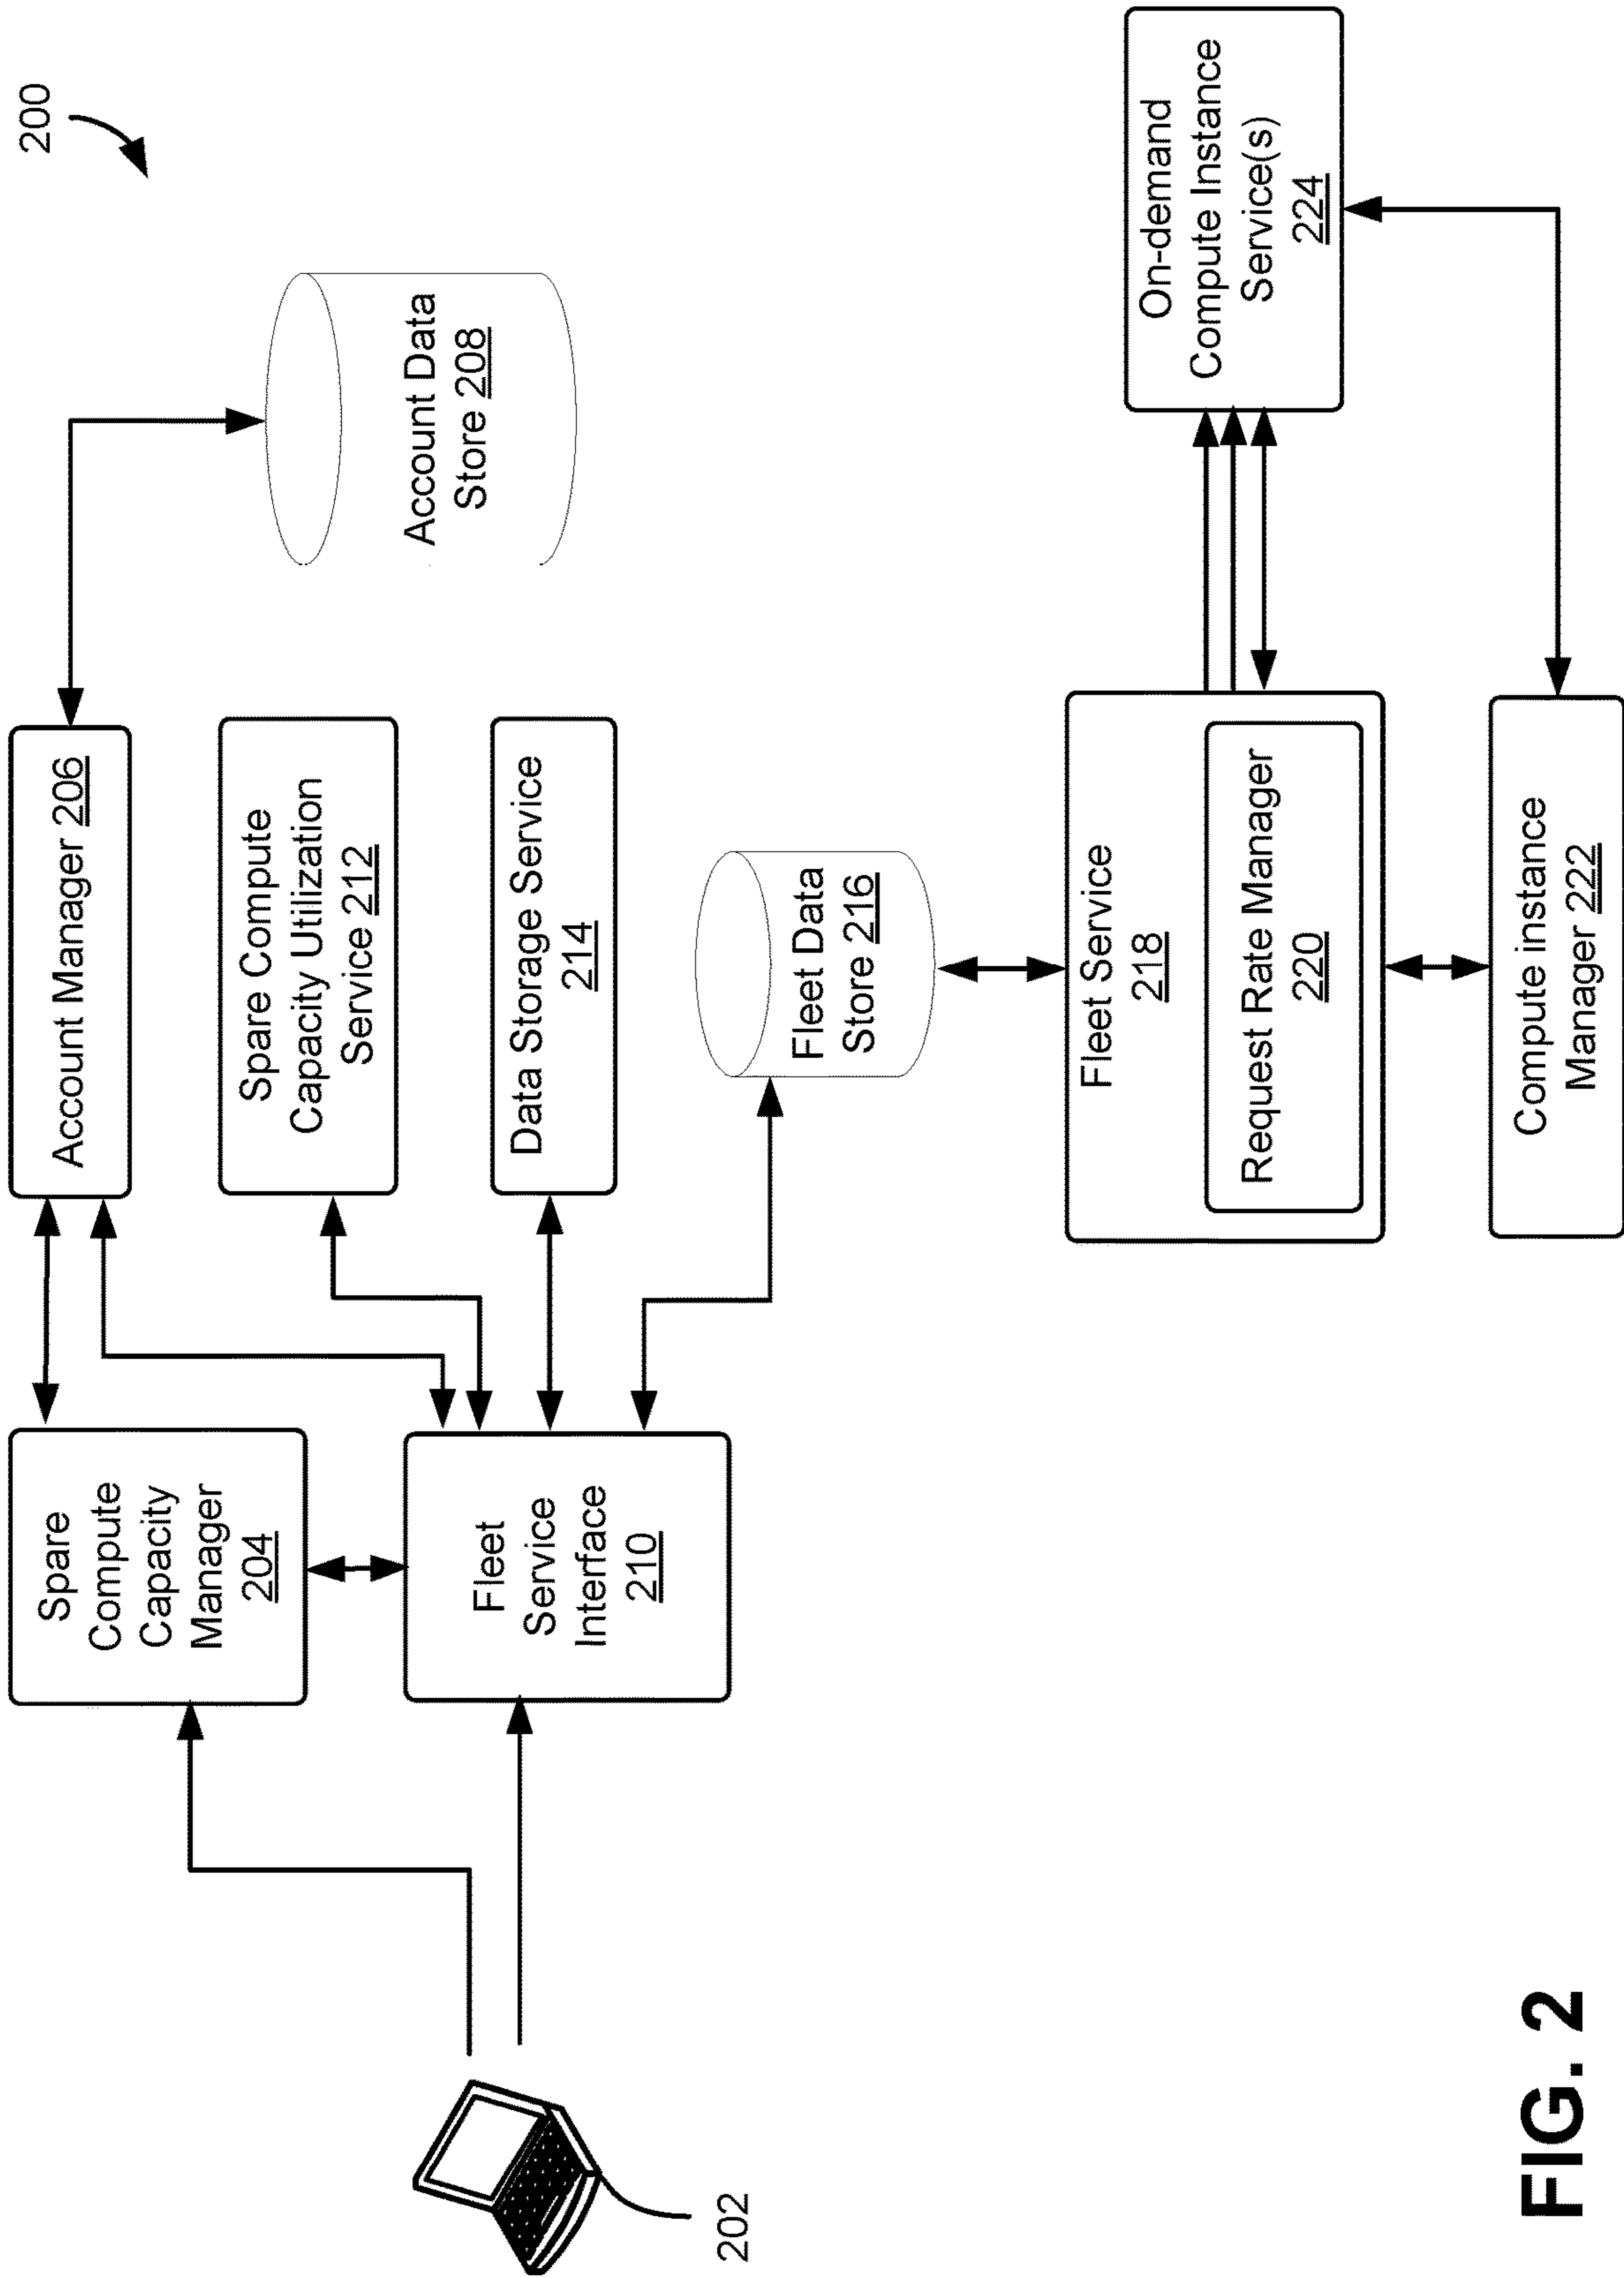 200
Spare
Compute
Capacity
Manager
204
Account Manager 206
Account Data
Store 208
Spare Compute
Capacity Utilization
Service 212
Fleet
Service
Interface
210
Data Storage Service
214
202
Fleet Data
Store 216
Fleet Service
218
Request Rate Manager
220
On-demand
Compute Instance
Service(s)
224
Compute instance
Manager 222
FIG. 2